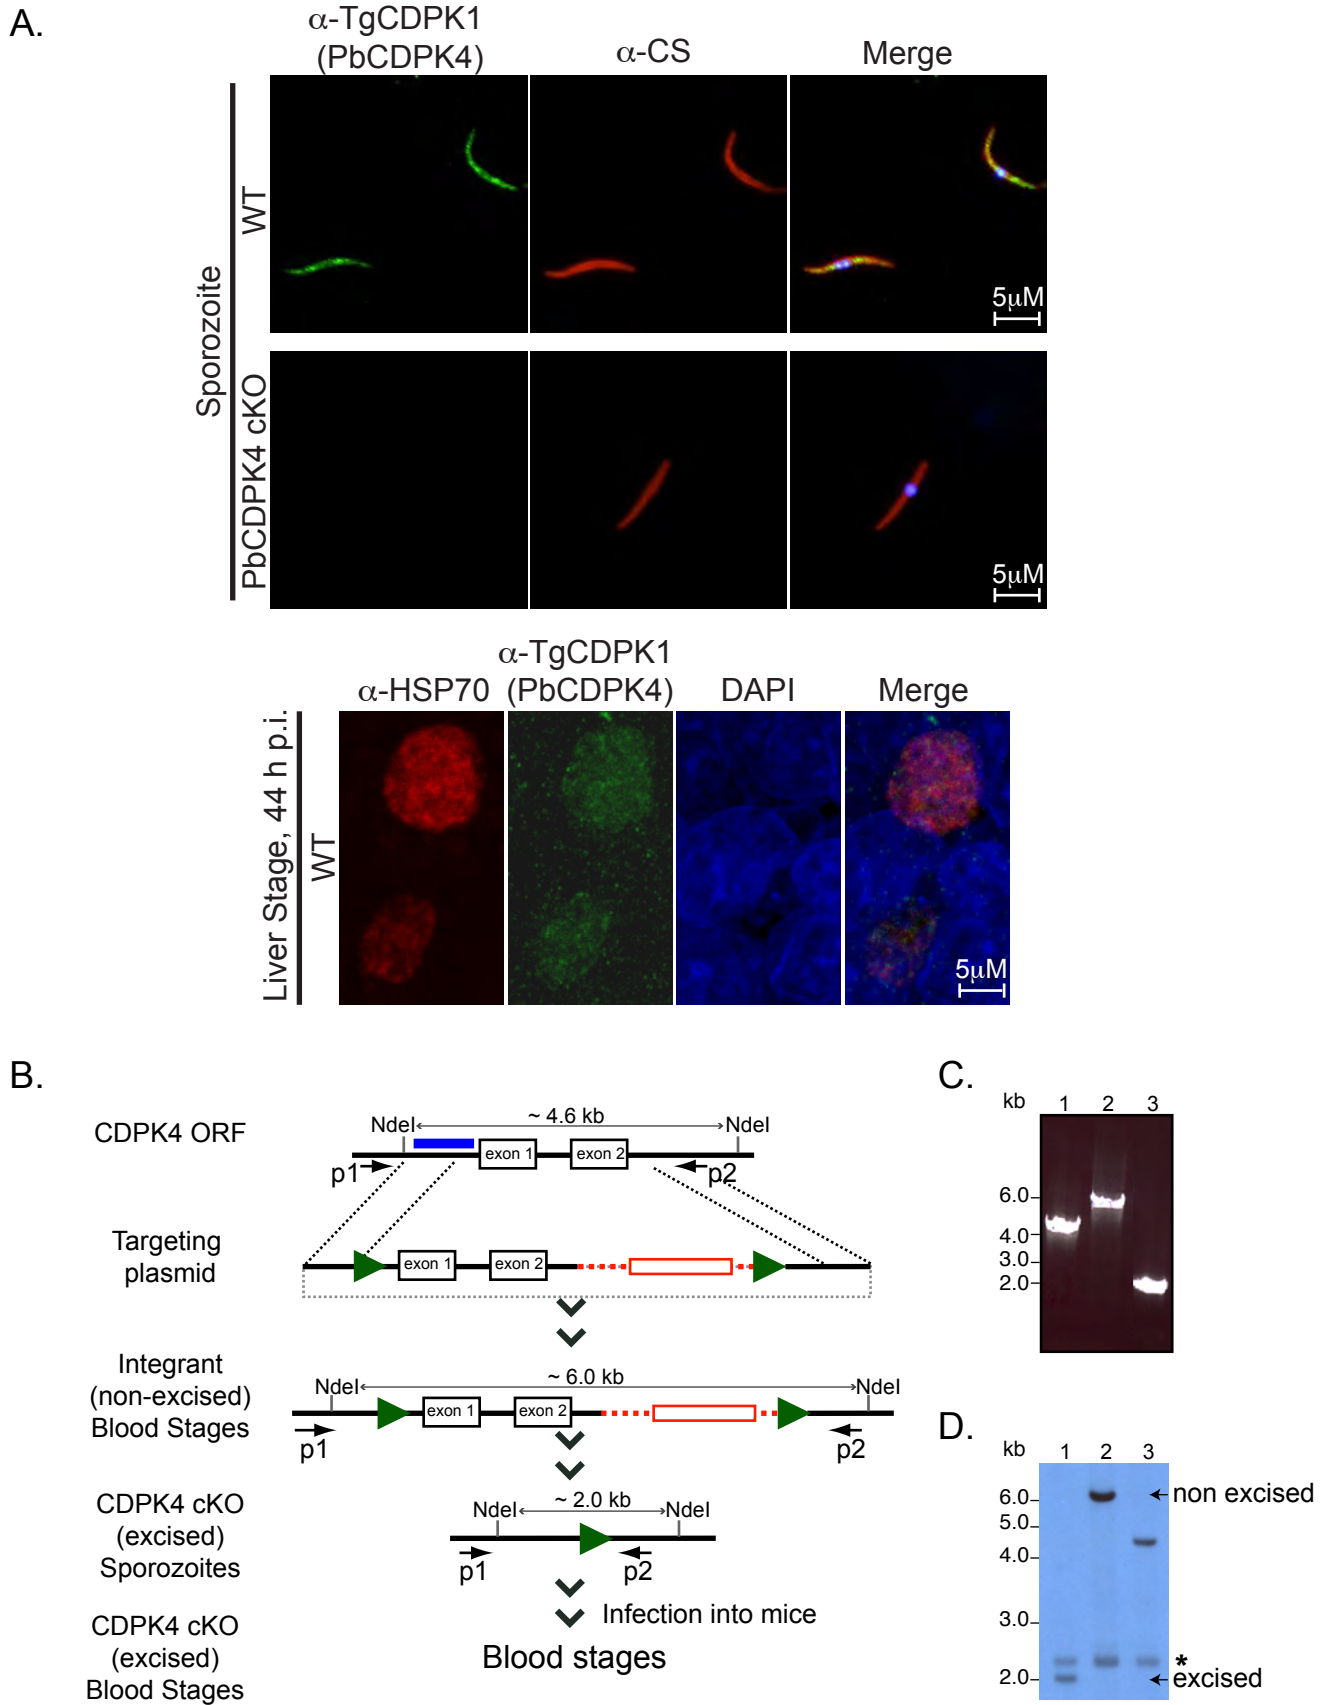 A.
α-TgCDPK1
(PbCDPK4)
α-CS
Merge
Sporozoite
WT
5μM
PbCDPK4 cKO
5μM
α-HSP70
α-TgCDPK1
(PbCDPK4)
DAPI
Merge
Liver Stage, 44 h p.i.
WT
5μM
B.
CDPK4 ORF
NdeI
~ 4.6 kb
NdeI
exon 1
exon 2
p1
p2
Targeting
plasmid
exon 1
exon 2
Integrant
(non-excised)
Blood Stages
NdeI
~ 6.0 kb
NdeI
exon 1
exon 2
p1
p2
CDPK4 cKO
(excised)
Sporozoites
NdeI
~ 2.0 kb
NdeI
p1
p2
Infection into mice
CDPK4 cKO
(excised)
Blood Stages
Blood stages
C.
kb
1 2 3
6.0
4.0
3.0
2.0
D.
kb
1 2 3
6.0
5.0
4.0
3.0
2.0
non excised
*
excised